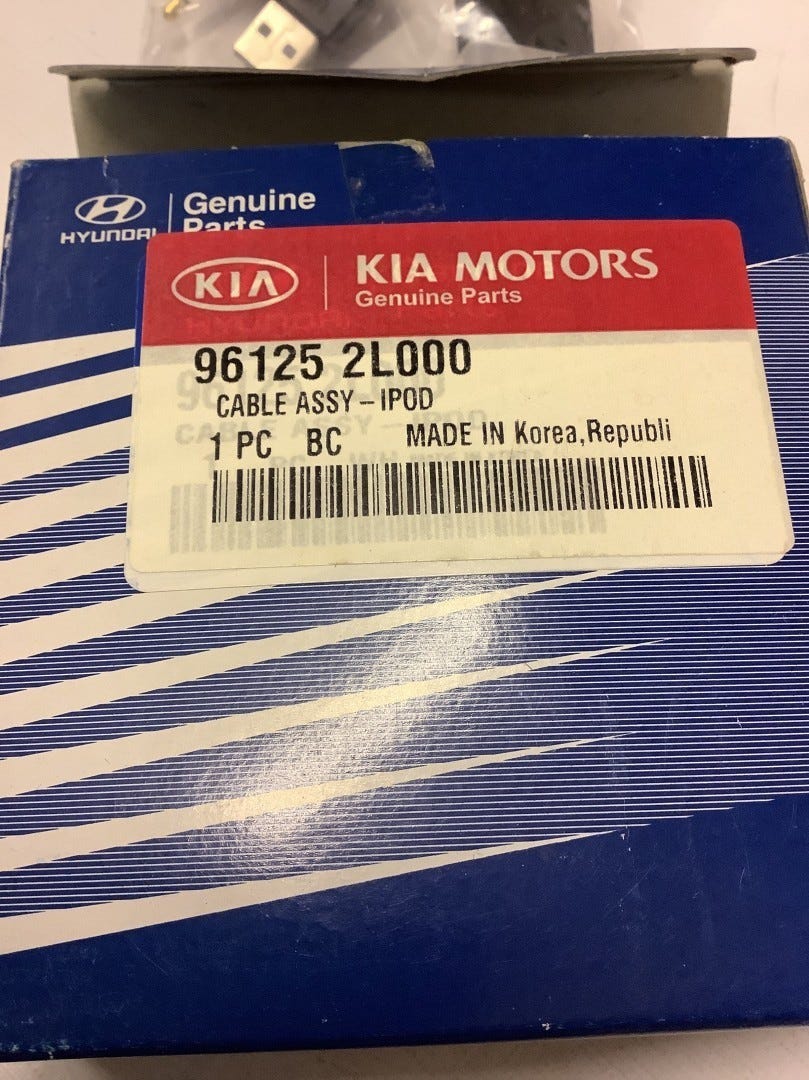 HYUNDAI
Genuine
Parts
KIA
KIA MOTORS
Genuine Parts
96125 2L000
CABLE ASSY-IPOD
1 PC BC MADE IN Korea,Republi